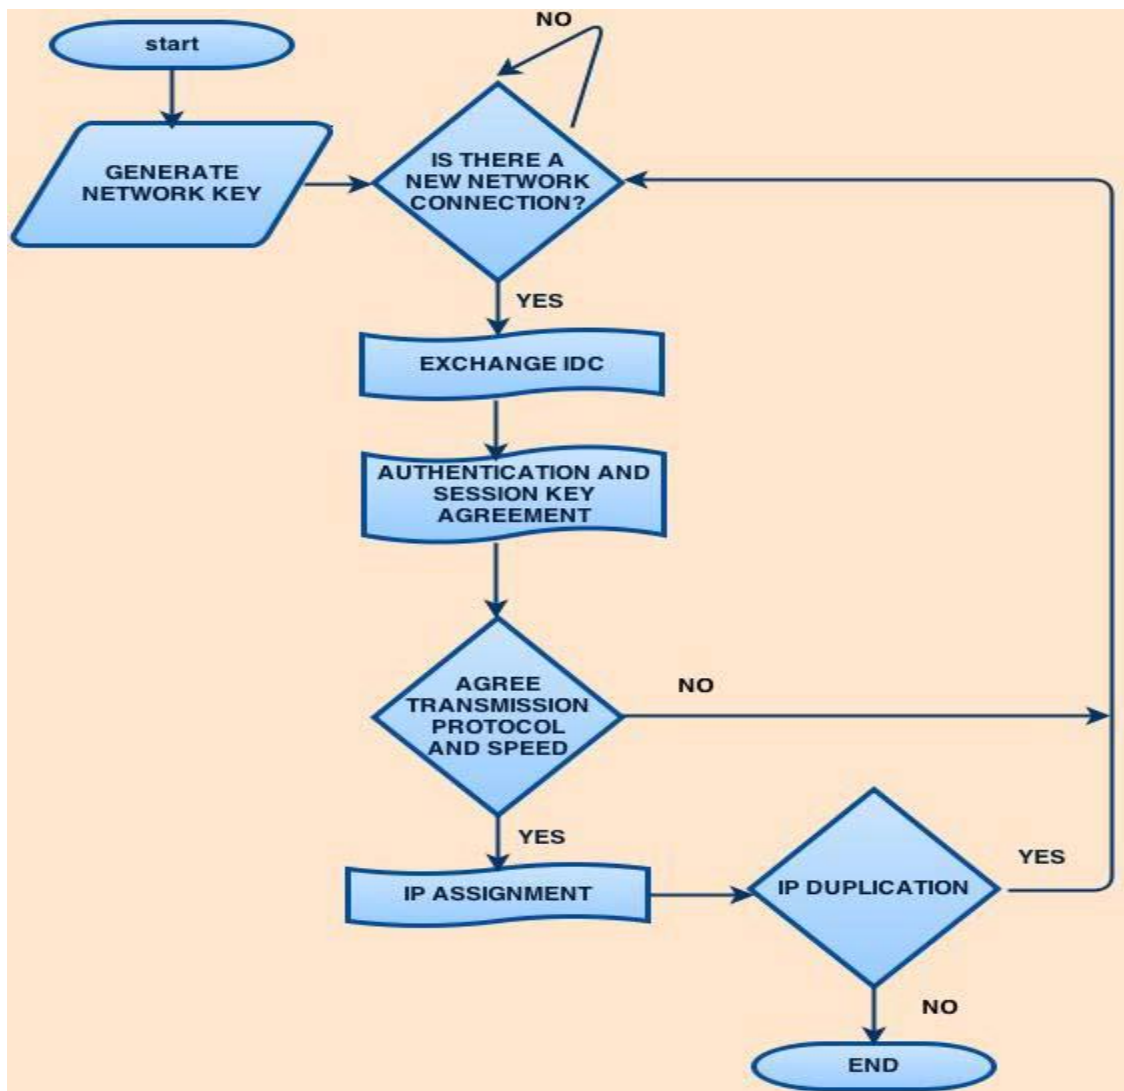 start
NO
GENERATE
NETWORK KEY
IS THERE A
NEW NETWORK
CONNECTION?
YES
EXCHANGE IDC
AUTHENTICATION AND
SESSION KEY
AGREEMENT
AGREE
TRANSMISSION
PROTOCOL
AND SPEED
NO
YES
IP ASSIGNMENT
IP DUPLICATION
YES
NO
END